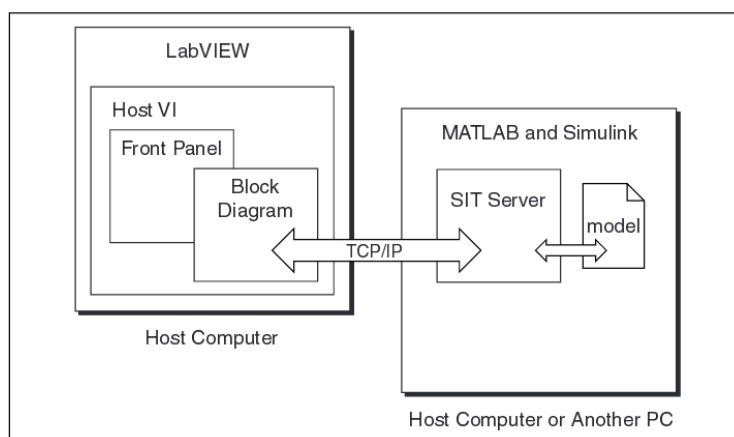 LabVIEW
Host VI
Front Panel
Block
Diagram
TCP/IP
Host Computer
MATLAB and Simulink
SIT Server
model
Host Computer or Another PC